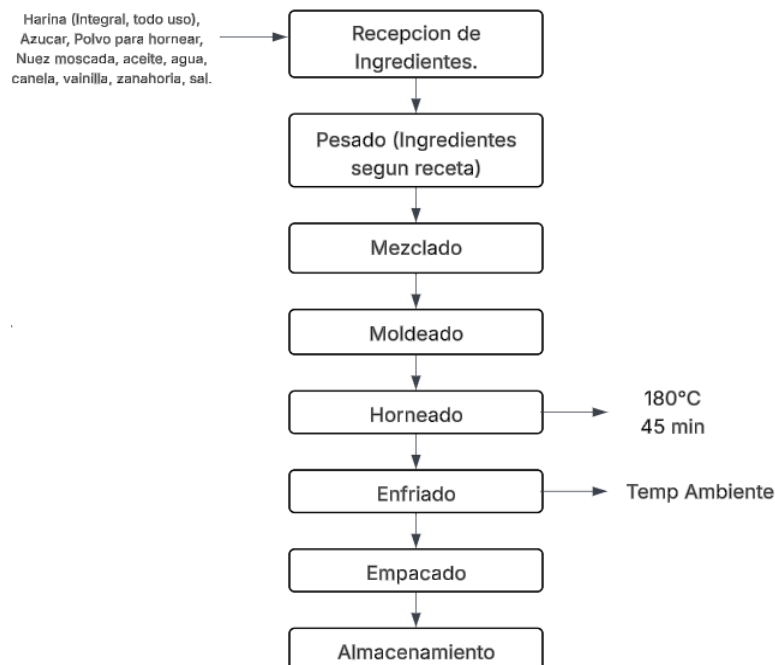 Harina (Integral, todo uso),
Azucar, Polvo para hornear,
Nuez moscada, aceite, agua,
canela, vainilla, zanahoria, sal.
Recepcion de
Ingredientes.
Pesado (Ingredientes
segun receta)
Mezclado
Moldeado
Horneado
180°C
45 min
Enfriado
Temp Ambiente
Empacado
Almacenamiento